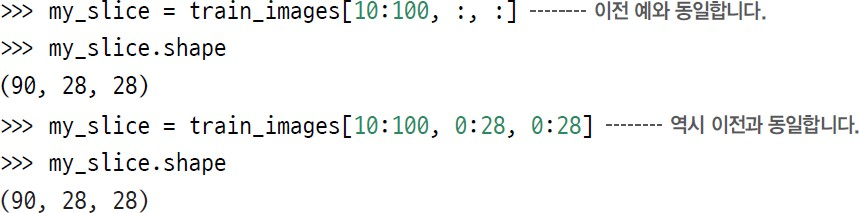 >>> my_slice = train_images[10:100, :, :] -------- 이전 예와 동일합니다.
>>> my_slice.shape
(90, 28, 28)
>>> my_slice = train_images[10:100, 0:28, 0:28] -------- 역시 이전과 동일합니다.
>>> my_slice.shape
(90, 28, 28)